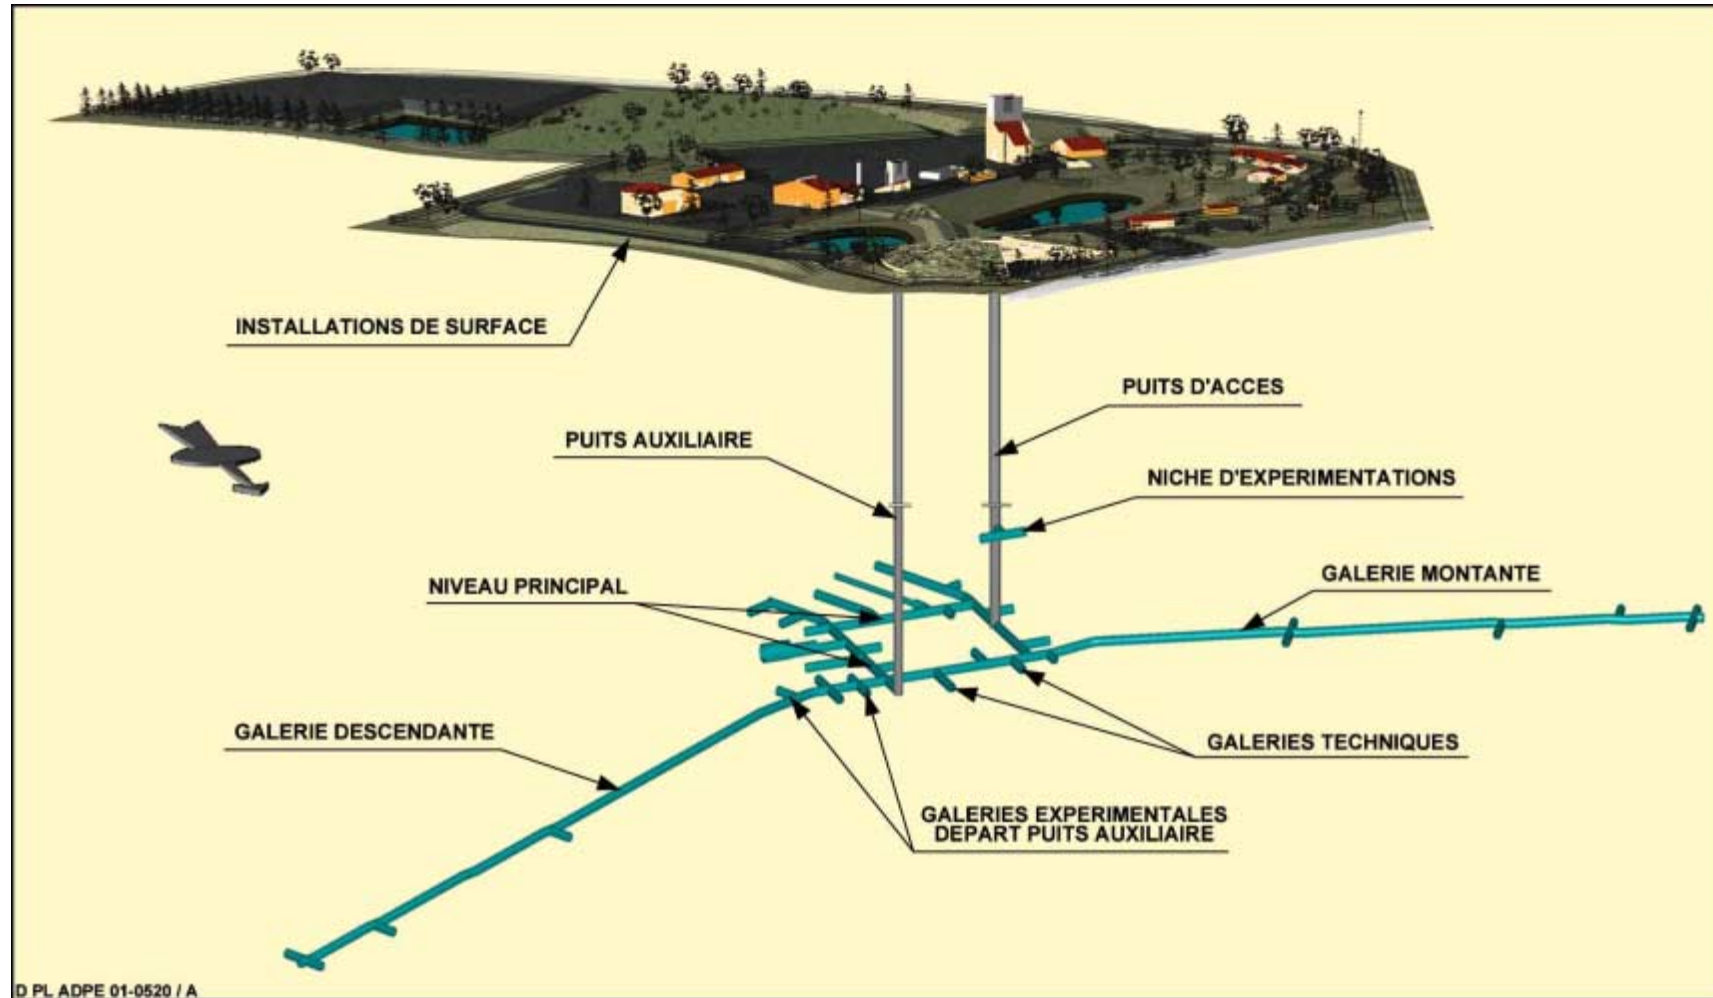 INSTALLATIONS DE SURFACE
PUITS D'ACCES
PUITS AUXILIAIRE
NICHE D'EXPERIMENTATIONS
GALERIE MONTANTE
NIVEAU PRINCIPAL
GALERIE DESCENDANTE
GALERIES TECHNIQUES
GALERIES EXPERIMENTALES
DEPART PUITS AUXILIAIRE
D PL ADPE 01-0520 / A